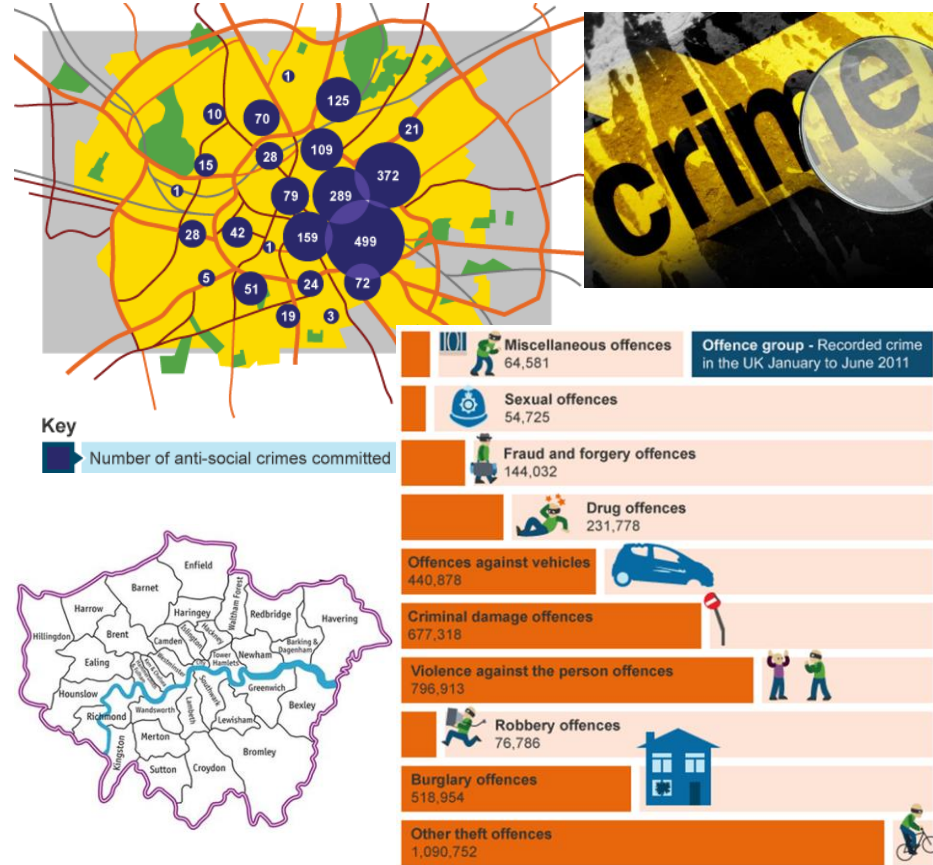 1
125
10
70
21
28
109
15
372
1
79
289
28
42
1
159
499
5
51
24
72
19
3
crime
Key
Number of anti-social crimes committed
Enfield
Barnet
Harrow
Haringey
Waltham Forest
Redbridge
Havering
Hillingdon
Brent
Camden
Islington
Hackney
Barking &
Dagenham
Ealing
Westminster
City
Tower
Hamlets
Newham
Hounslow
Greenwich
Bexley
Richmond
Wandsworth
Lambeth
Southwark
Lewisham
Kingston
Merton
Bromley
Sutton
Croydon
Miscellaneous offences
64,581
Offence group - Recorded crime
in the UK January to June 2011
Sexual offences
54,725
Fraud and forgery offences
144,032
Drug offences
231,778
Offences against vehicles
440,878
Criminal damage offences
677,318
Violence against the person offences
796,913
Robbery offences
76,786
Burglary offences
518,954
Other theft offences
1,090,752